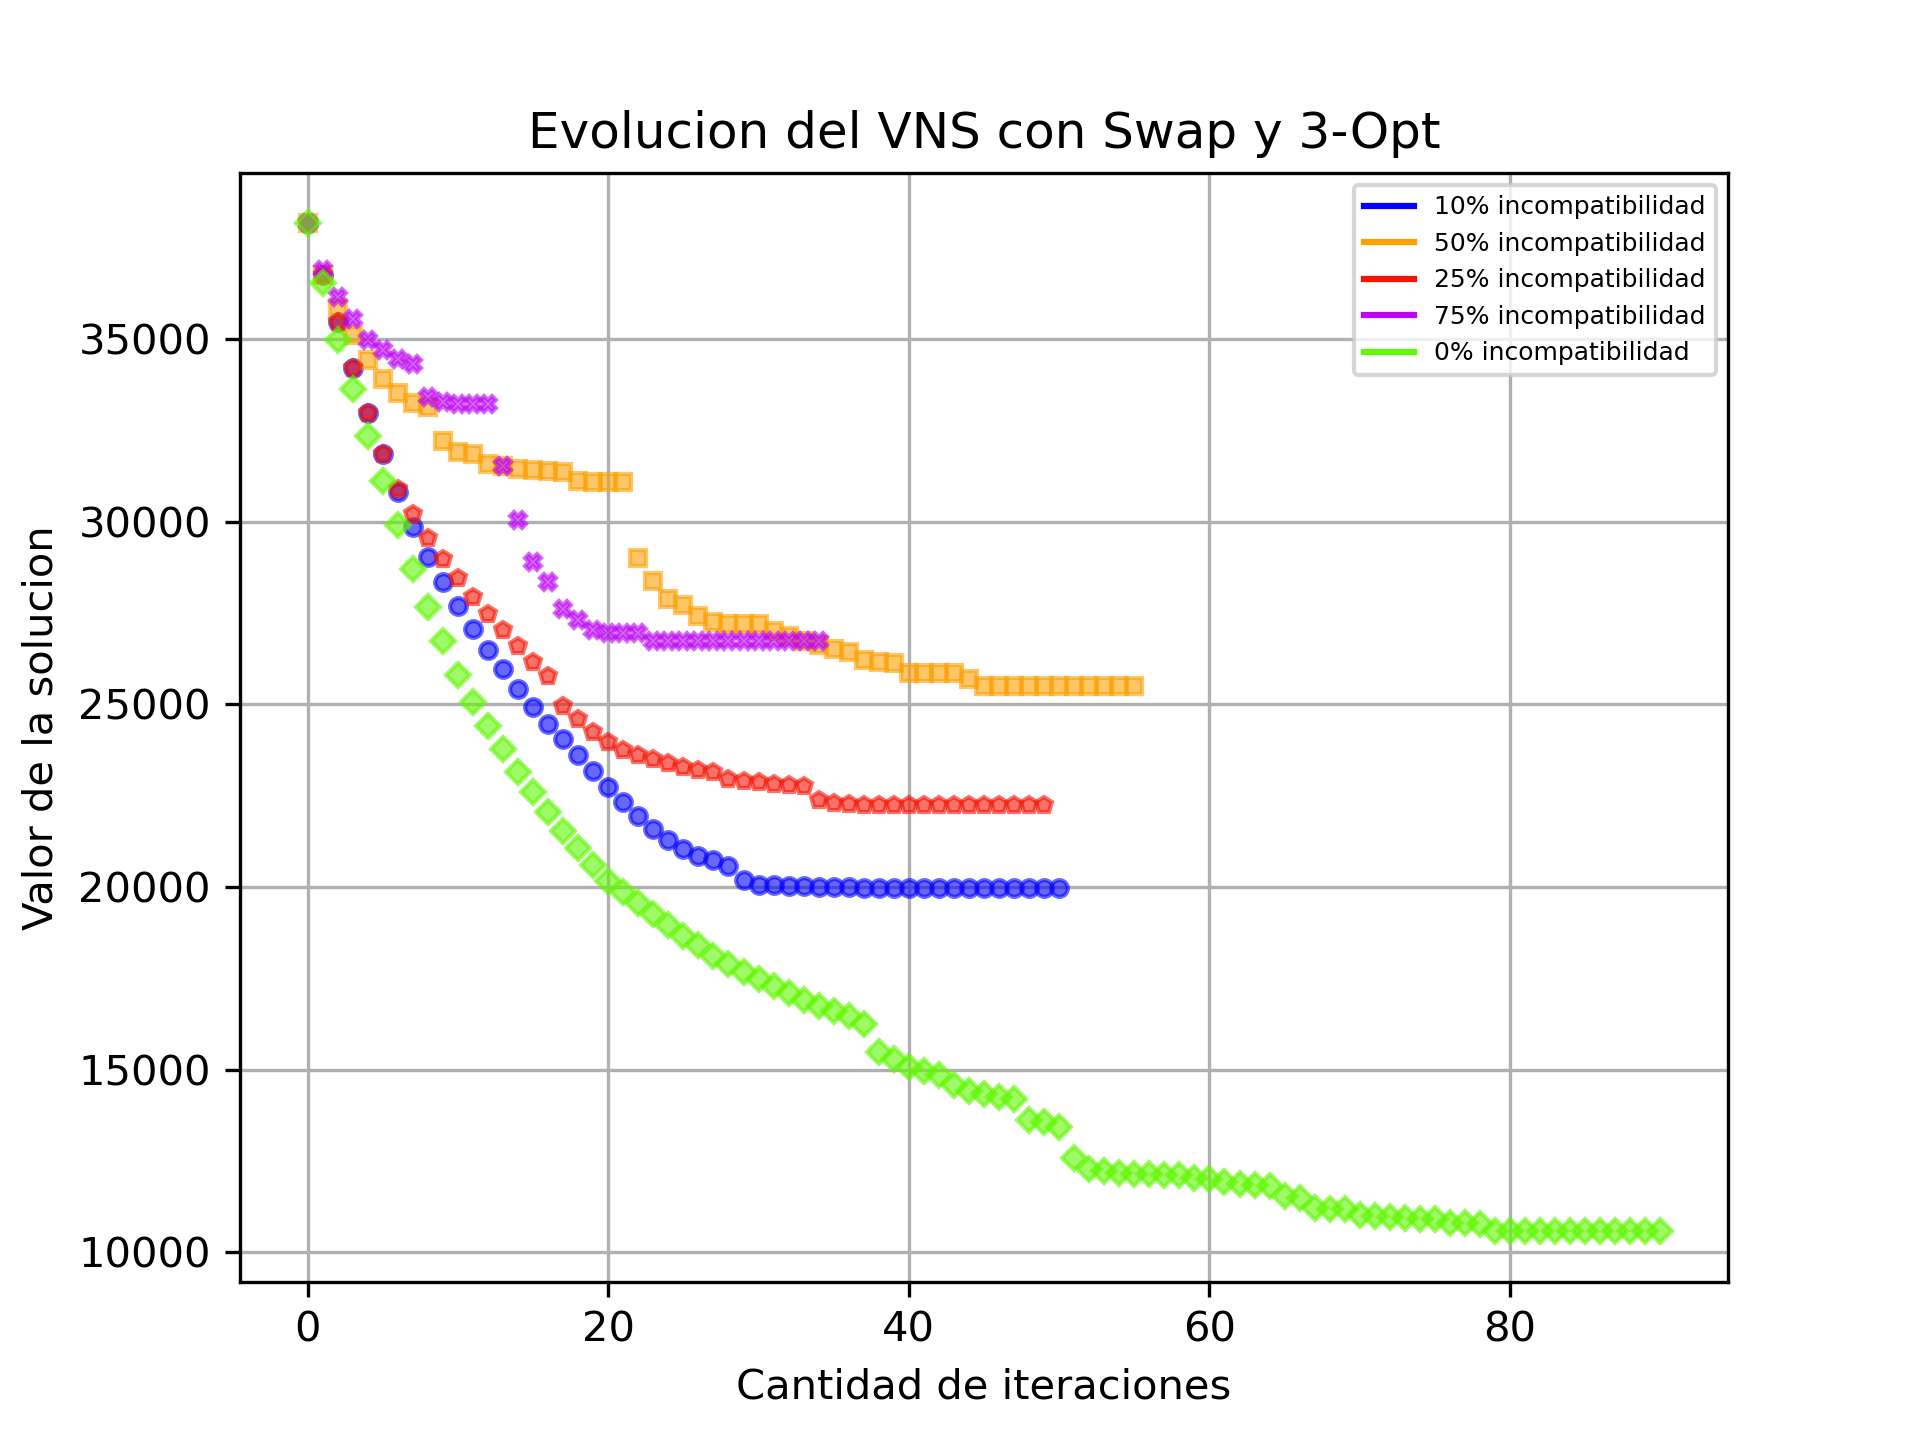 Evolucion del VNS con Swap y 3-Opt
10% incompatibilidad
50% incompatibilidad
25% incompatibilidad
75% incompatibilidad
0% incompatibilidad
Valor de la solucion
35000
30000
25000
20000
15000
10000
0 20 40 60 80
Cantidad de iteraciones